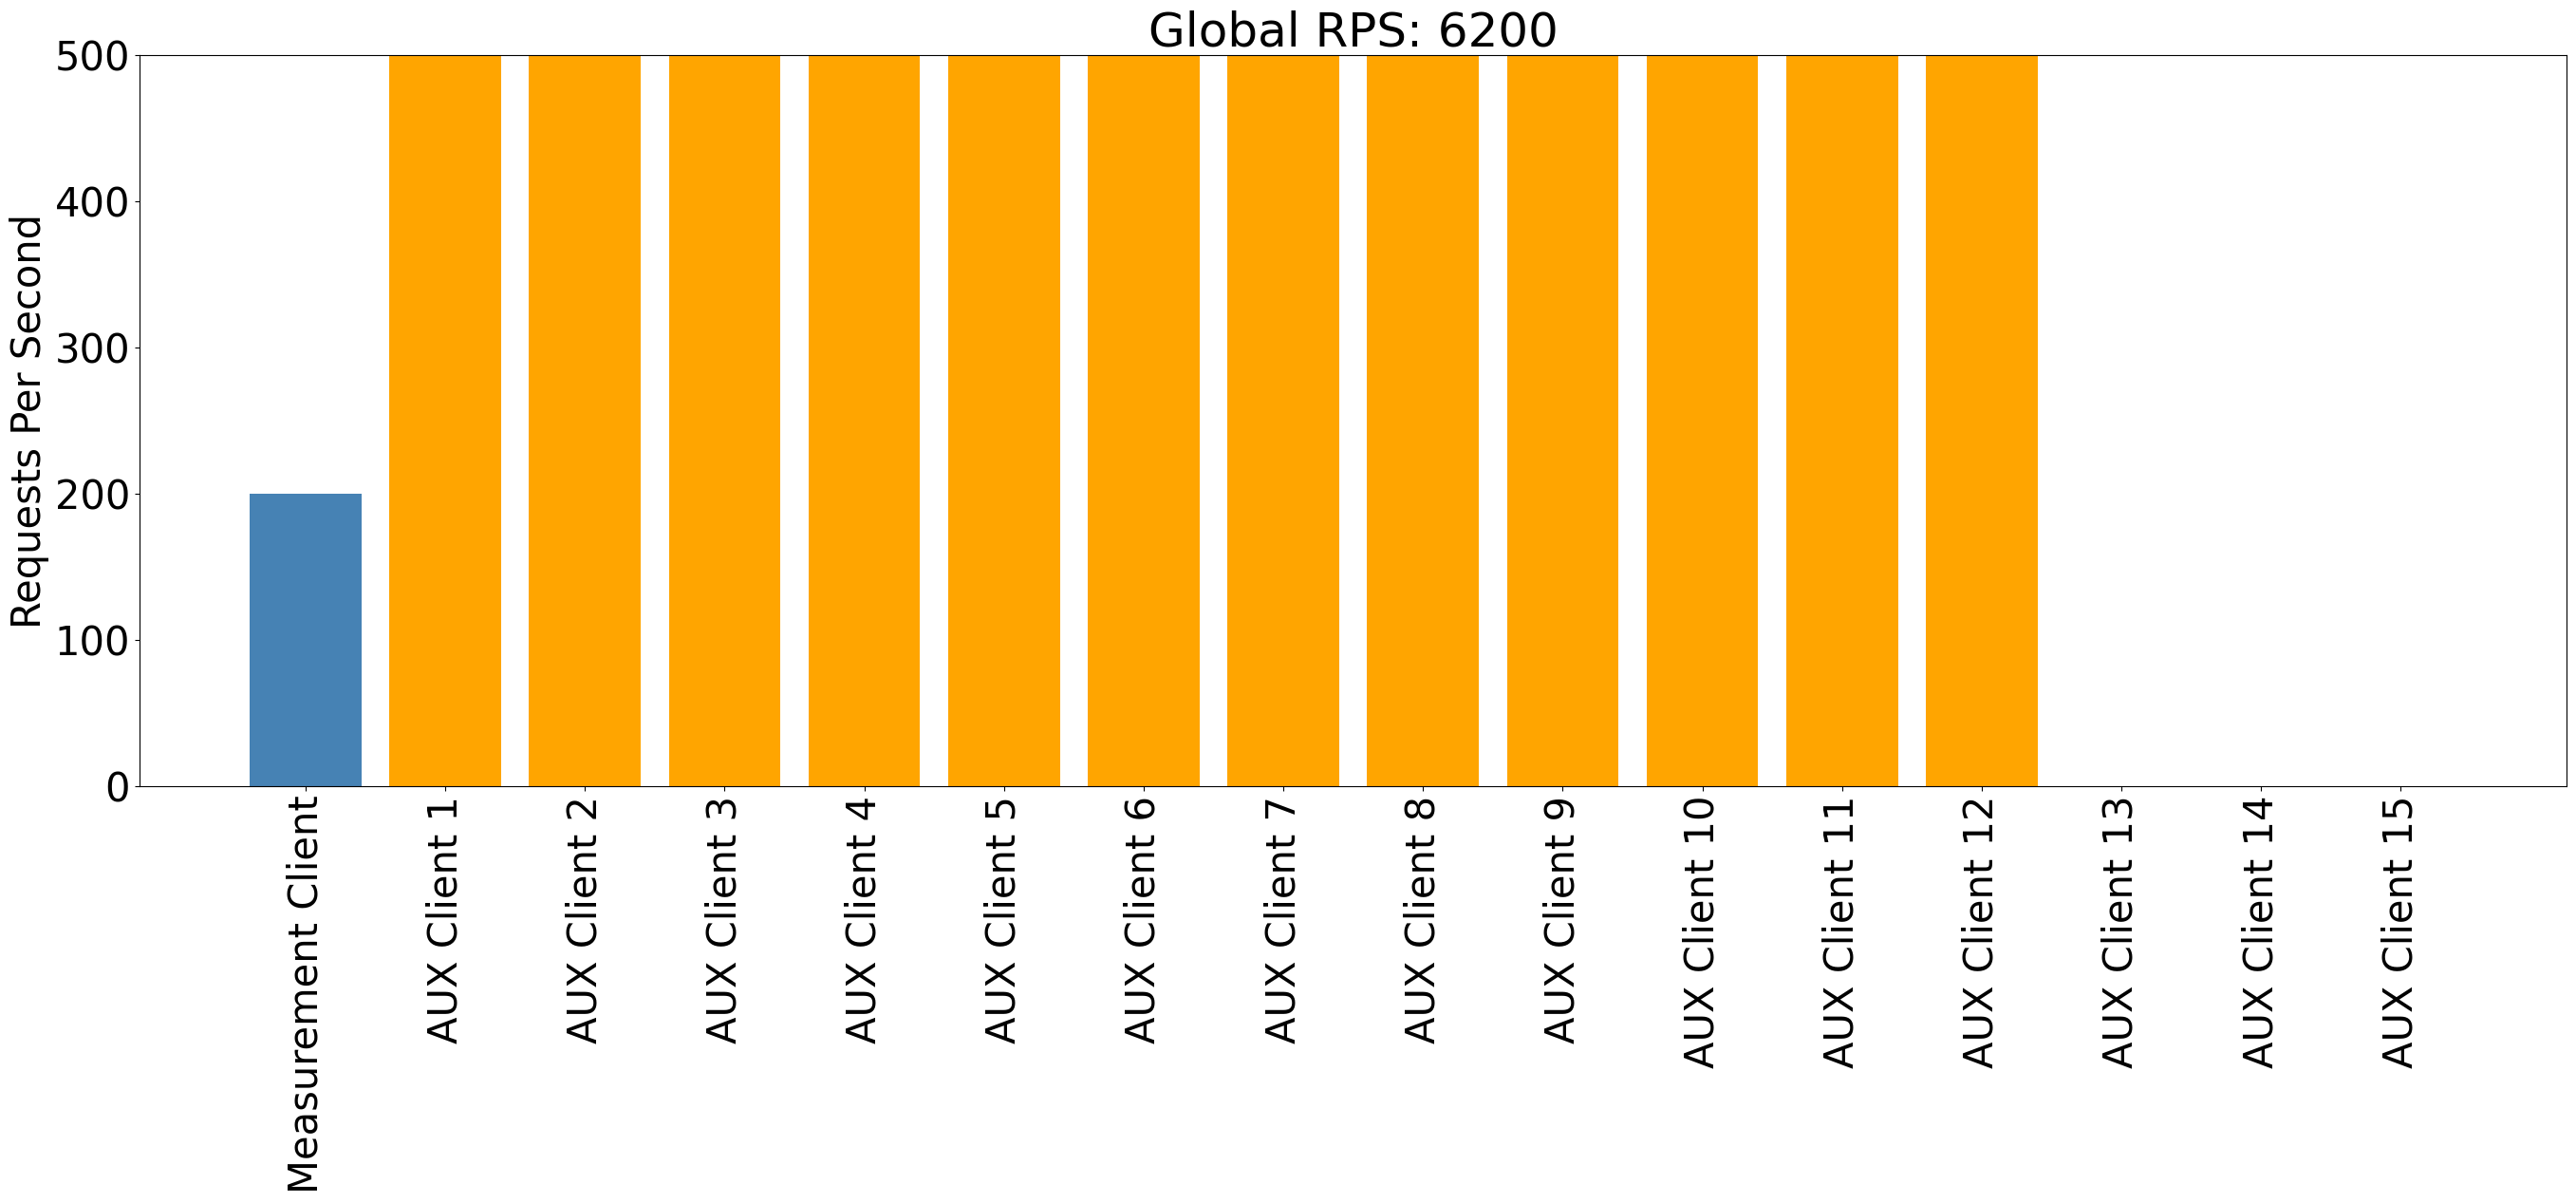 Global RPS: 6200
Requests Per Second
500
400
300
200
100
0
Measurement Client
AUX Client 1
AUX Client 2
AUX Client 3
AUX Client 4
AUX Client 5
AUX Client 6
AUX Client 7
AUX Client 8
AUX Client 9
AUX Client 10
AUX Client 11
AUX Client 12
AUX Client 13
AUX Client 14
AUX Client 15